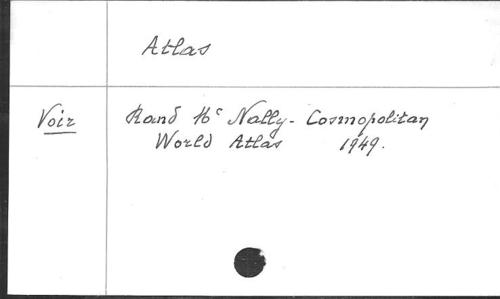 Atlas
Voir Rand Mc Nally - Cosmopolitan
World Atlas 1949.